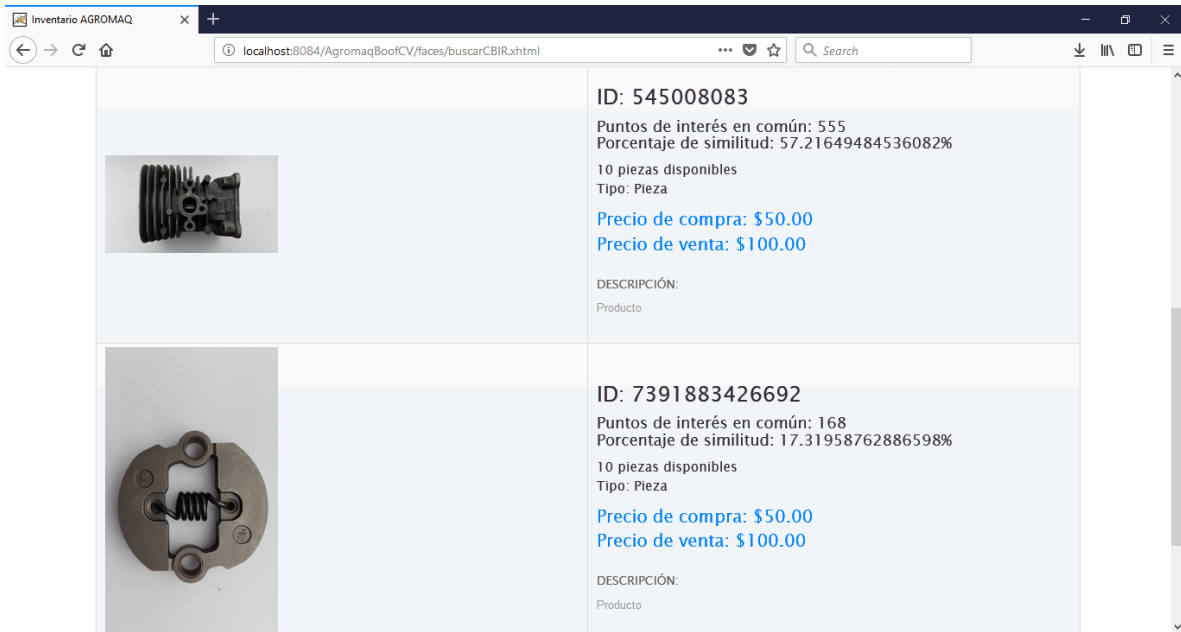 Inventario AGROMAQ
localhost:8084/AgromaqBoofCV/faces/buscarCBIR.xhtml
Search
ID: 545008083
Puntos de interés en común: 555
Porcentaje de similitud: 57.21649484536082%
10 piezas disponibles
Tipo: Pieza
Precio de compra: $50.00
Precio de venta: $100.00
DESCRIPCIÓN:
Producto
ID: 7391883426692
Puntos de interés en común: 168
Porcentaje de similitud: 17.31958762886598%
10 piezas disponibles
Tipo: Pieza
Precio de compra: $50.00
Precio de venta: $100.00
DESCRIPCIÓN:
Producto